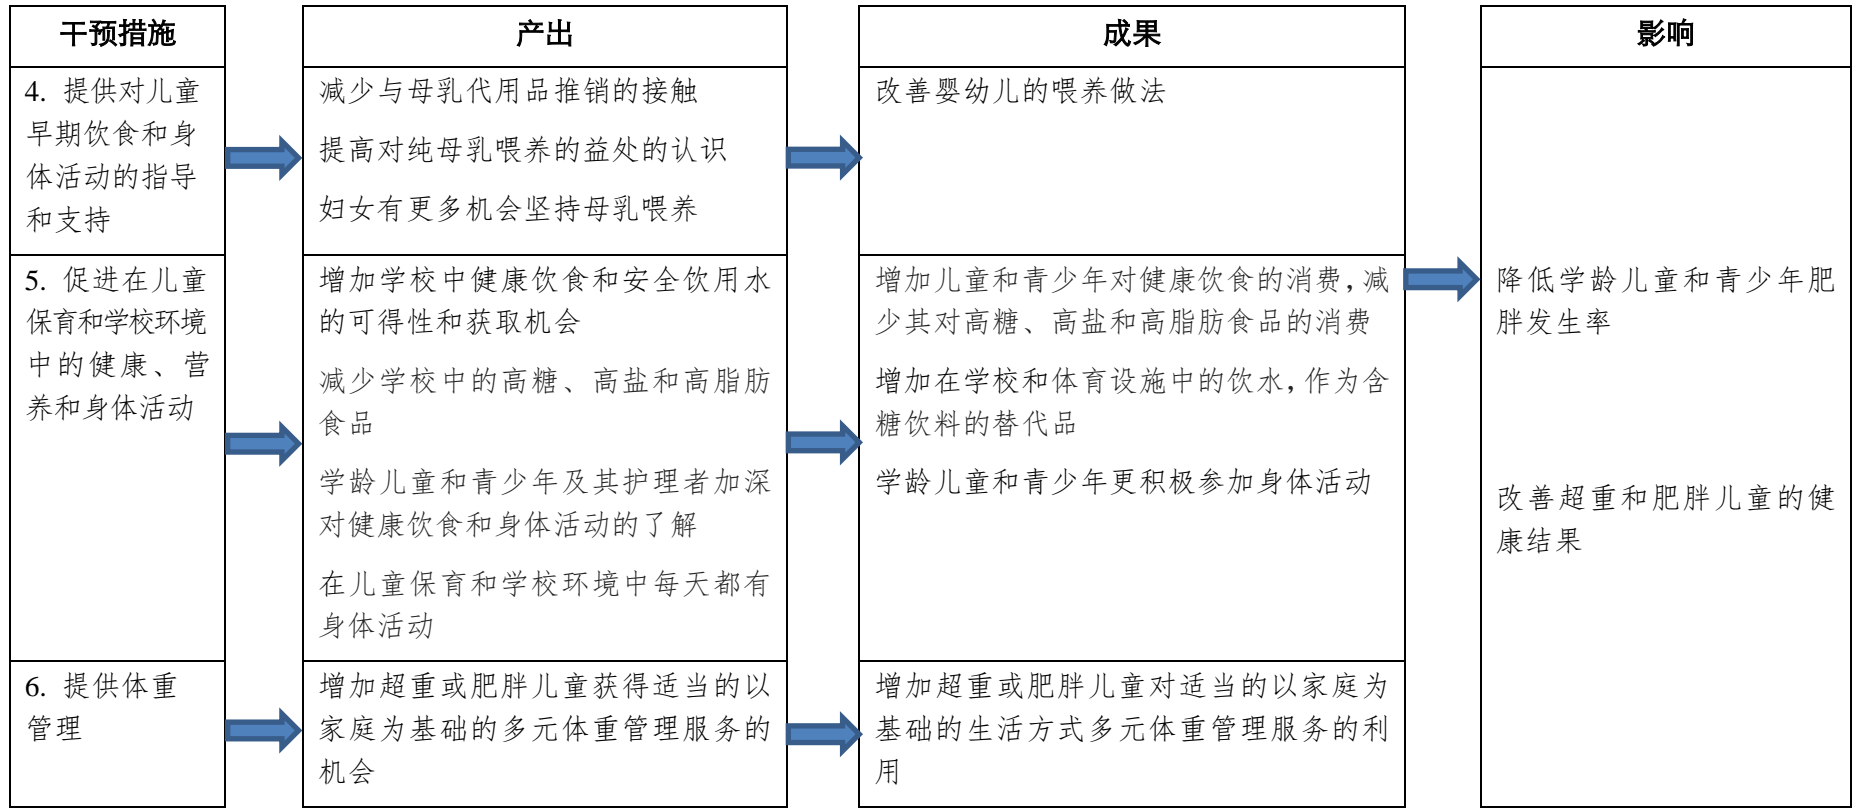 干预措施
产出
成果
影响
4. 提供对儿童
早期饮食和身
体活动的指导
和支持
减少与母乳代用品推销的接触
提高对纯母乳喂养的益处的认识
妇女有更多机会坚持母乳喂养
改善婴幼儿的喂养做法
5. 促进在儿童
保育和学校环境
中的健康、营
养和身体活动
增加学校中健康饮食和安全饮用水
的可得性和获取机会
减少学校中的高糖、高盐和高脂肪
食品
学龄儿童和青少年及其护理者加深
对健康饮食和身体活动的了解
在儿童保育和学校环境中每天都有
身体活动
增加儿童和青少年对健康饮食的消费，减
少其对高糖、高盐和高脂肪食品的消费
增加在学校和体育设施中的饮水，作为含
糖饮料的替代品
学龄儿童和青少年更积极参加身体活动
降低学龄儿童和青少年肥
胖发生率
改善超重和肥胖儿童的健
康结果
6. 提供体重
管理
增加超重或肥胖儿童获得适当的以
家庭为基础的多元体重管理服务的
机会
增加超重或肥胖儿童对适当的以家庭为
基础的生活方式多元体重管理服务的利
用